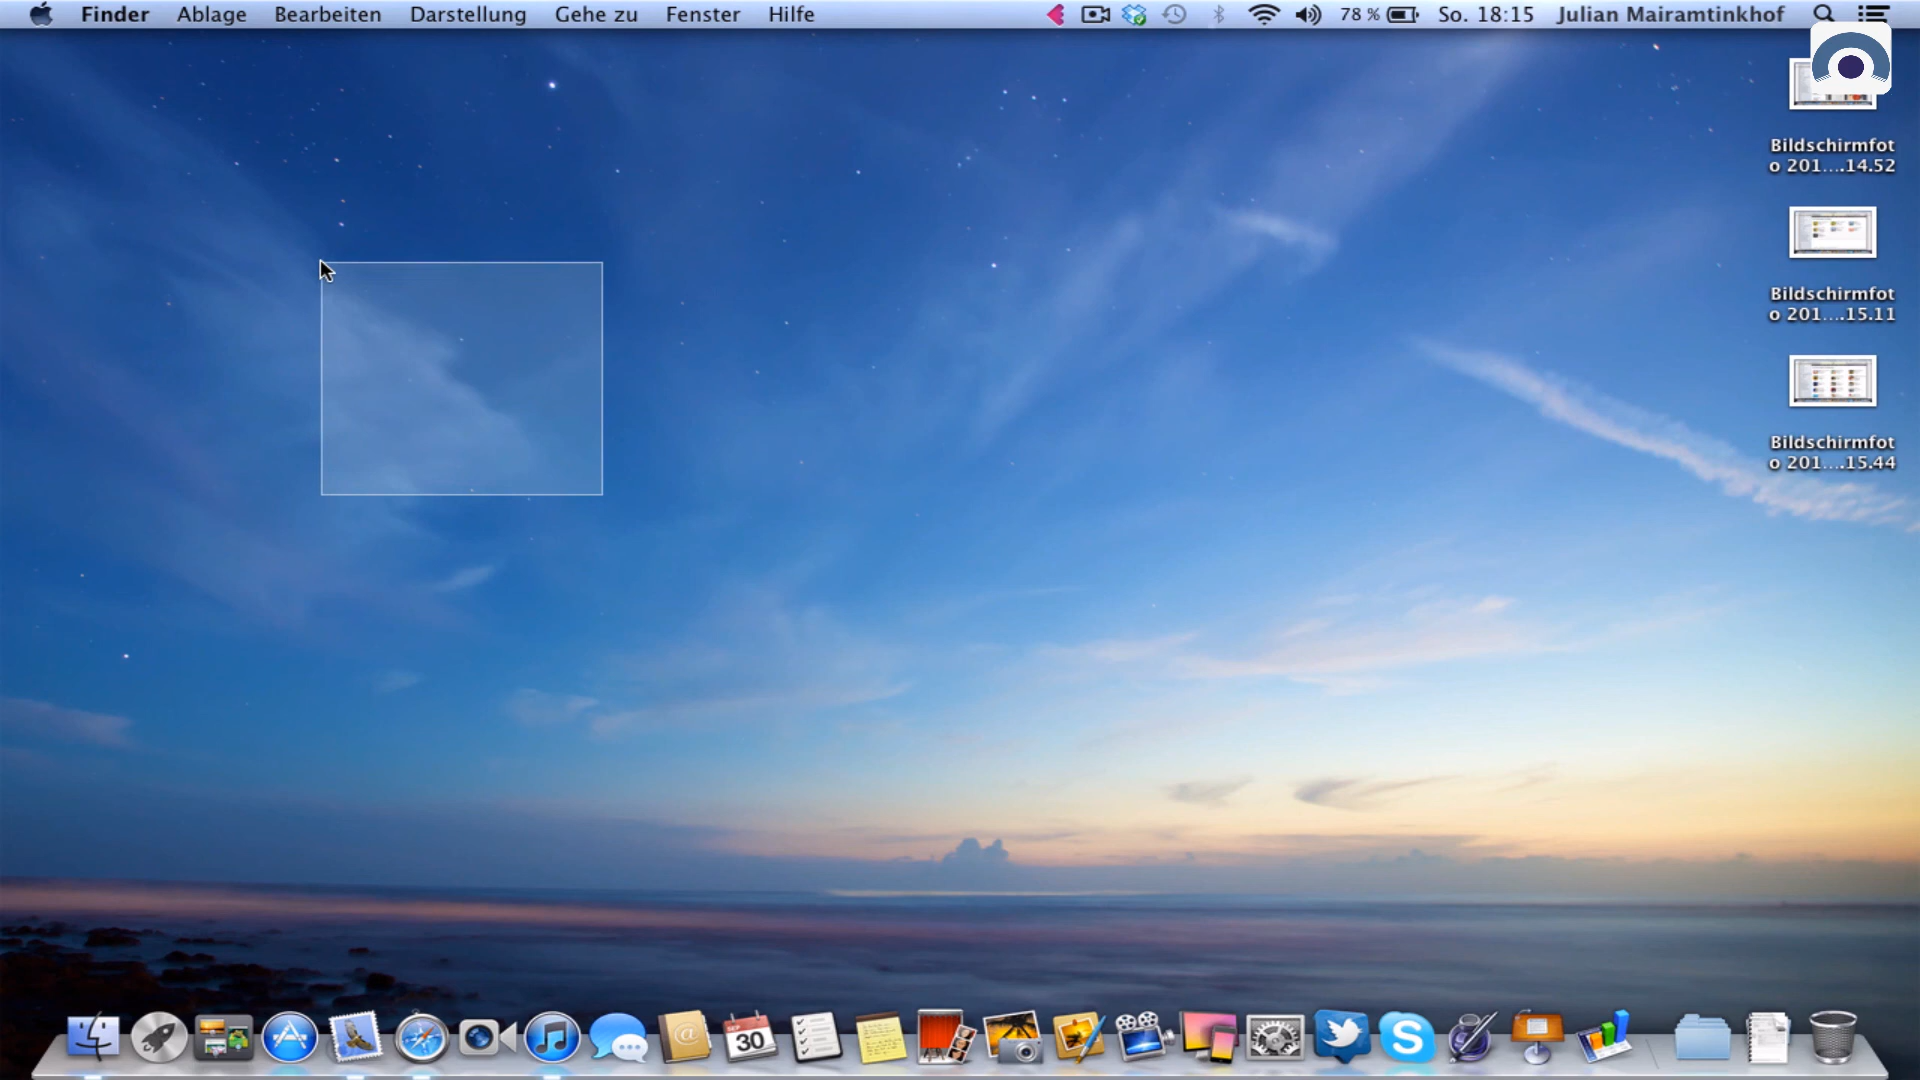 Finder Ablage Bearbeiten Darstellung Gehe zu Fenster Hilfe 78 % So. 18:15 Julian Mairamtinkhof
Bildschirmfot
o 201....14.52
Bildschirmfot
o 201....15.11
Bildschirmfot
o 201....15.44
SEP
30
@